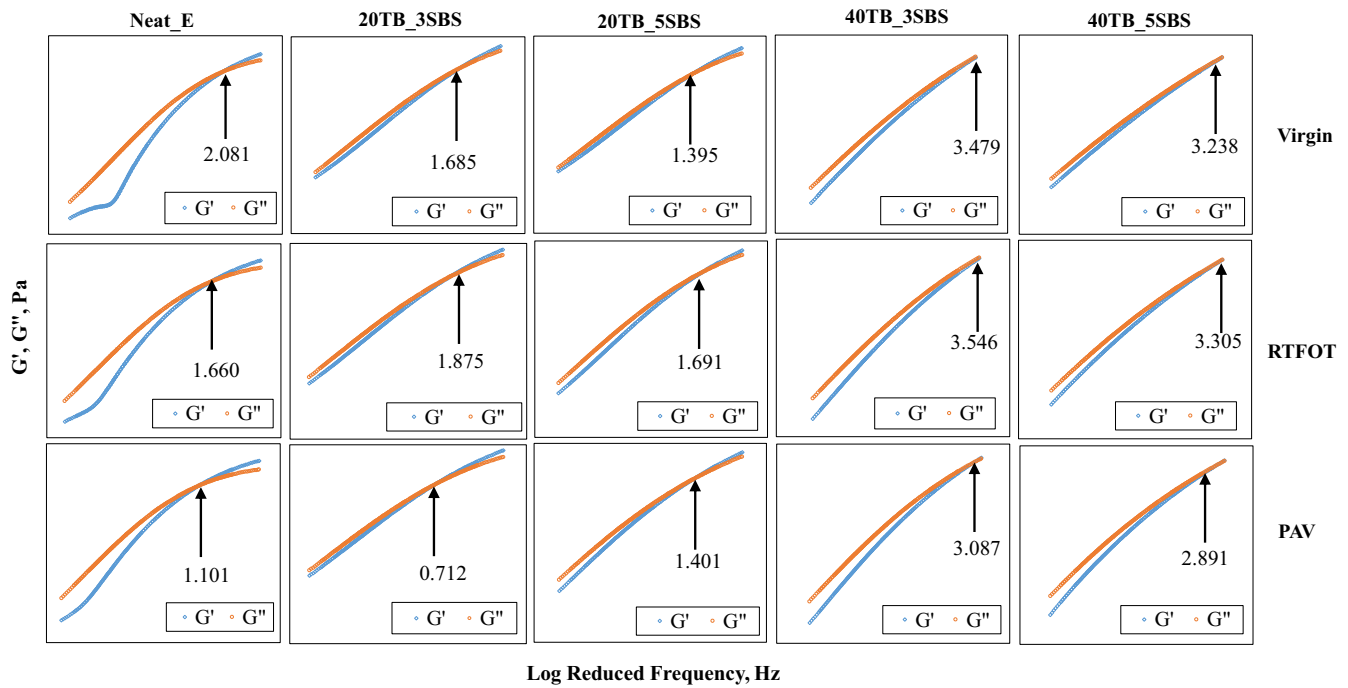 Neat_E 20TB_3SBS 20TB_5SBS 40TB_3SBS 40TB_5SBS
2.081 1.685 1.395 3.479 3.238
Virgin
G' G" G' G" G' G" G' G" G' G"
G', G", Pa
1.660 1.875 1.691 3.546 3.305
RTFOT
G' G" G' G" G' G" G' G" G' G"
1.101 0.712 1.401 3.087 2.891
PAV
G' G" G' G" G' G" G' G" G' G"
Log Reduced Frequency, Hz